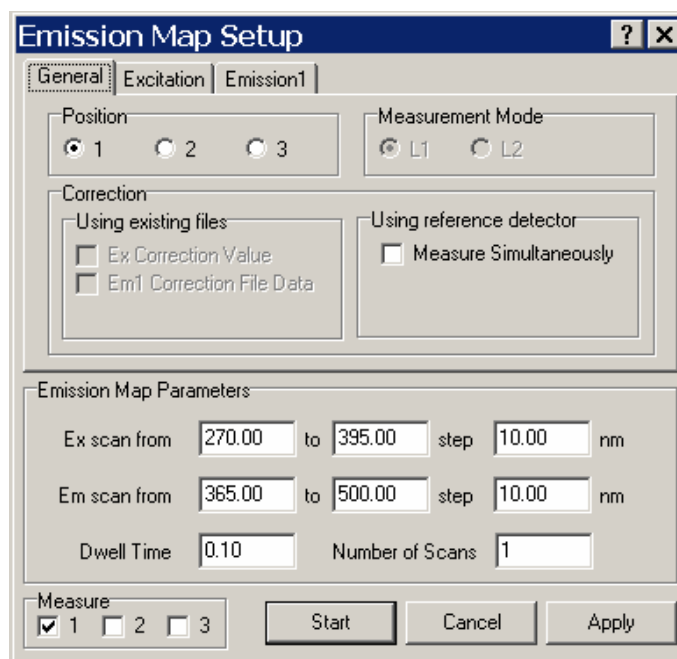 Emission Map Setup
General Excitation Emission1
Position Measurement Mode
1 2 3 L1 L2
Correction
Using existing files Using reference detector
Ex Correction Value Measure Simultaneously
Em1 Correction File Data
Emission Map Parameters
Ex scan from 270.00 to 395.00 step 10.00 nm
Em scan from 365.00 to 500.00 step 10.00 nm
Dwell Time 0.10 Number of Scans 1
Measure
1 2 3 Start Cancel Apply